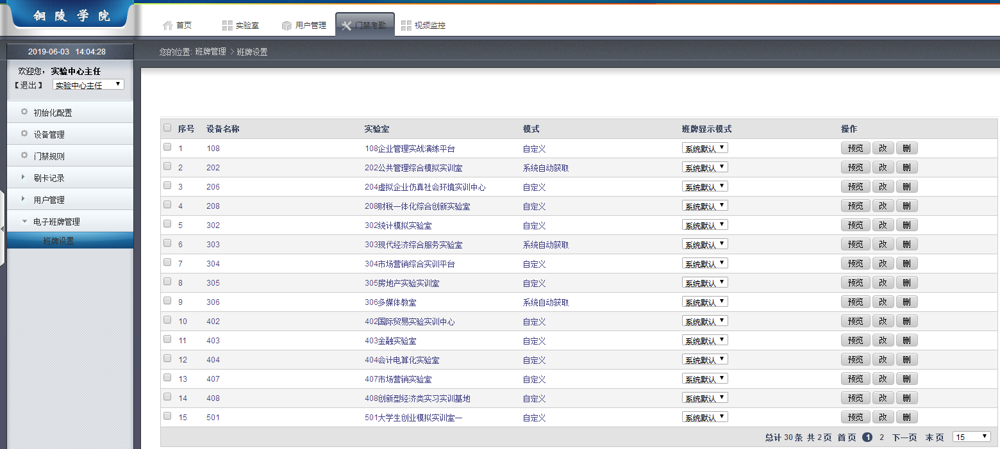 铜陵学院
首页 实验室 用户管理 门禁考勤 视频监控
2019-06-03 14:04:28
您的位置: 班牌管理 > 班牌设置
欢迎您，实验中心主任
【退出】 实验中心主任
初始化配置
设备管理
门禁规则
刷卡记录
用户管理
电子班牌管理
班牌设置
序号 设备名称 实验室 模式 班牌显示模式 操作
1 108 108企业管理实战演练平台 自定义 系统默认 预览 改 删
2 202 202公共管理综合模拟实训室 系统自动获取 系统默认 预览 改 删
3 206 204虚拟企业仿真社会环境实训中心 自定义 系统默认 预览 改 删
4 208 208财税一体化综合创新实验室 自定义 系统默认 预览 改 删
5 302 302统计模拟实验室 自定义 系统默认 预览 改 删
6 303 303现代经济综合服务实验室 系统自动获取 系统默认 预览 改 删
7 304 304市场营销综合实训平台 自定义 系统默认 预览 改 删
8 305 305房地产实验实训室 自定义 系统默认 预览 改 删
9 306 306多媒体教室 系统自动获取 系统默认 预览 改 删
10 402 402国际贸易实验实训中心 自定义 系统默认 预览 改 删
11 403 403金融实验室 自定义 系统默认 预览 改 删
12 404 404会计电算化实验室 自定义 系统默认 预览 改 删
13 407 407市场营销实验室 自定义 系统默认 预览 改 删
14 408 408创新型经济类实习实训基地 自定义 系统默认 预览 改 删
15 501 501大学生创业模拟实训室一 自定义 系统默认 预览 改 删
总计30条 共2页 首页 1 2 下一页 末页 15